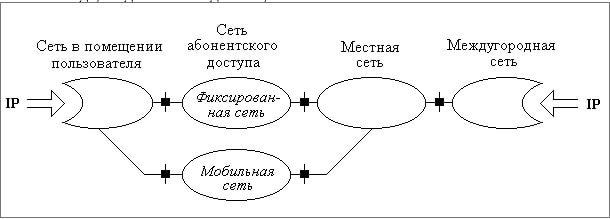 Сеть в помещении
пользователя
Сеть
абонентского
доступа
Местная
сеть
Междугородная
сеть
IP
Фиксирован-
ная сеть
IP
Мобильная
сеть